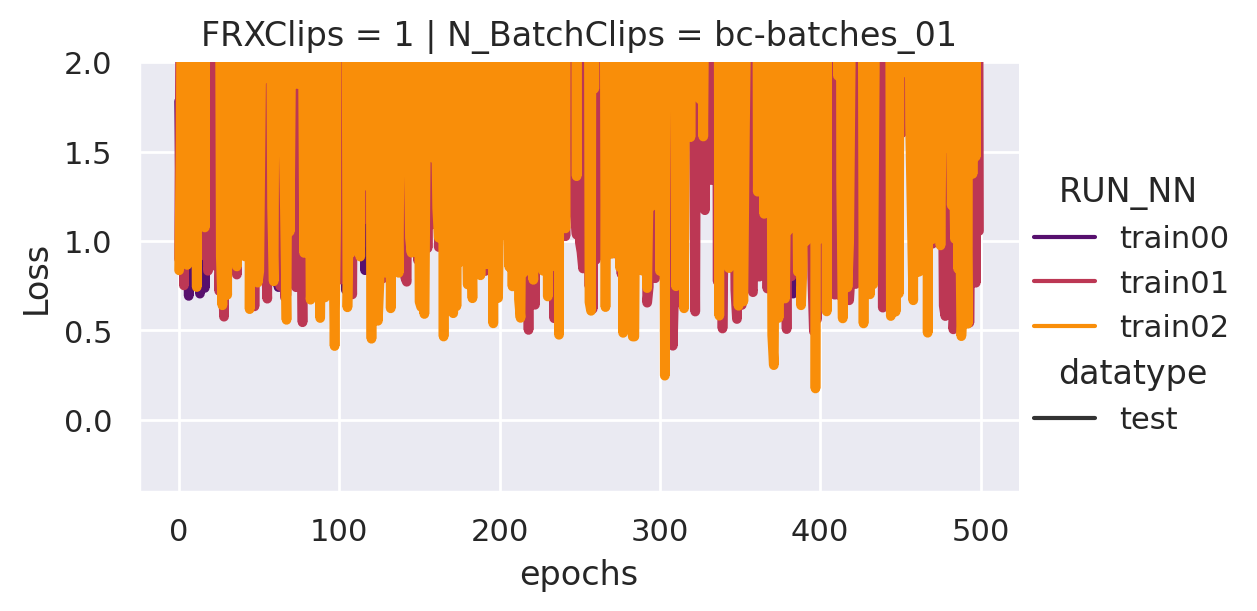 FRXClips = 1 | N_BatchClips = bc-batches_01
2.0
1.5
1.0
0.5
0.0
Loss
0
100
200
300
400
500
epochs
RUN_NN
train00
train01
train02
datatype
test